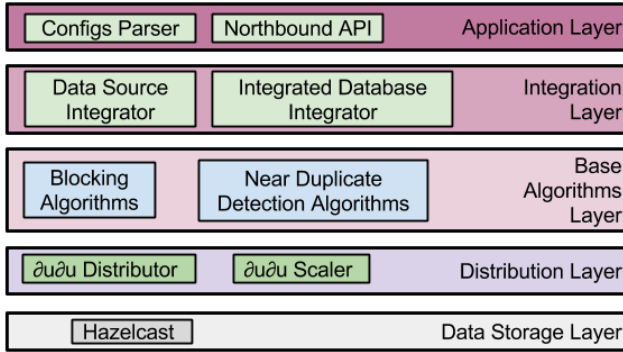 Configs Parser
Northbound API
Application Layer
Data Source
Integrator
Integrated Database
Integrator
Integration
Layer
Blocking
Algorithms
Near Duplicate
Detection Algorithms
Base
Algorithms
Layer
∂u∂u Distributor
∂u∂u Scaler
Distribution Layer
Hazelcast
Data Storage Layer